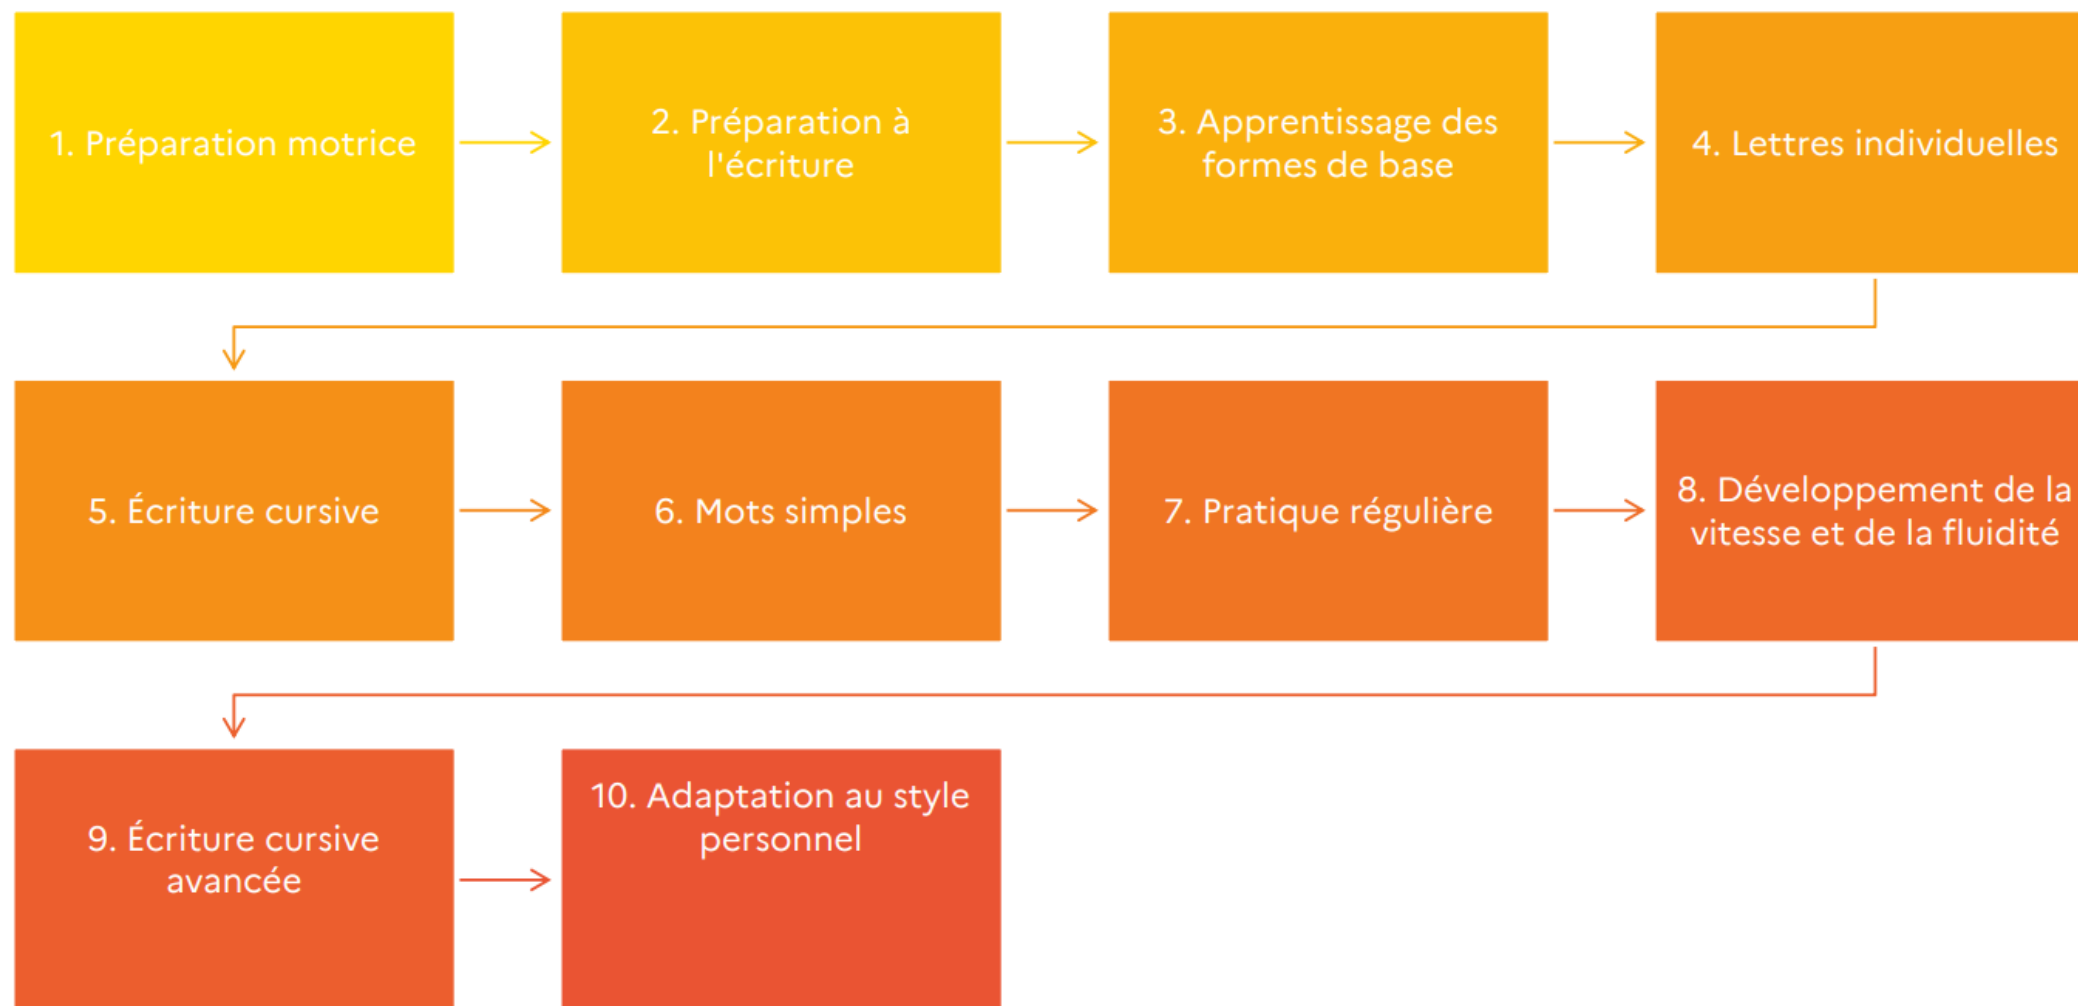 1. Préparation motrice
2. Préparation à
l'écriture
3. Apprentissage des
formes de base
4. Lettres individuelles
5. Écriture cursive
6. Mots simples
7. Pratique régulière
8. Développement de la
vitesse et de la fluidité
9. Écriture cursive
avancée
10. Adaptation au style
personnel